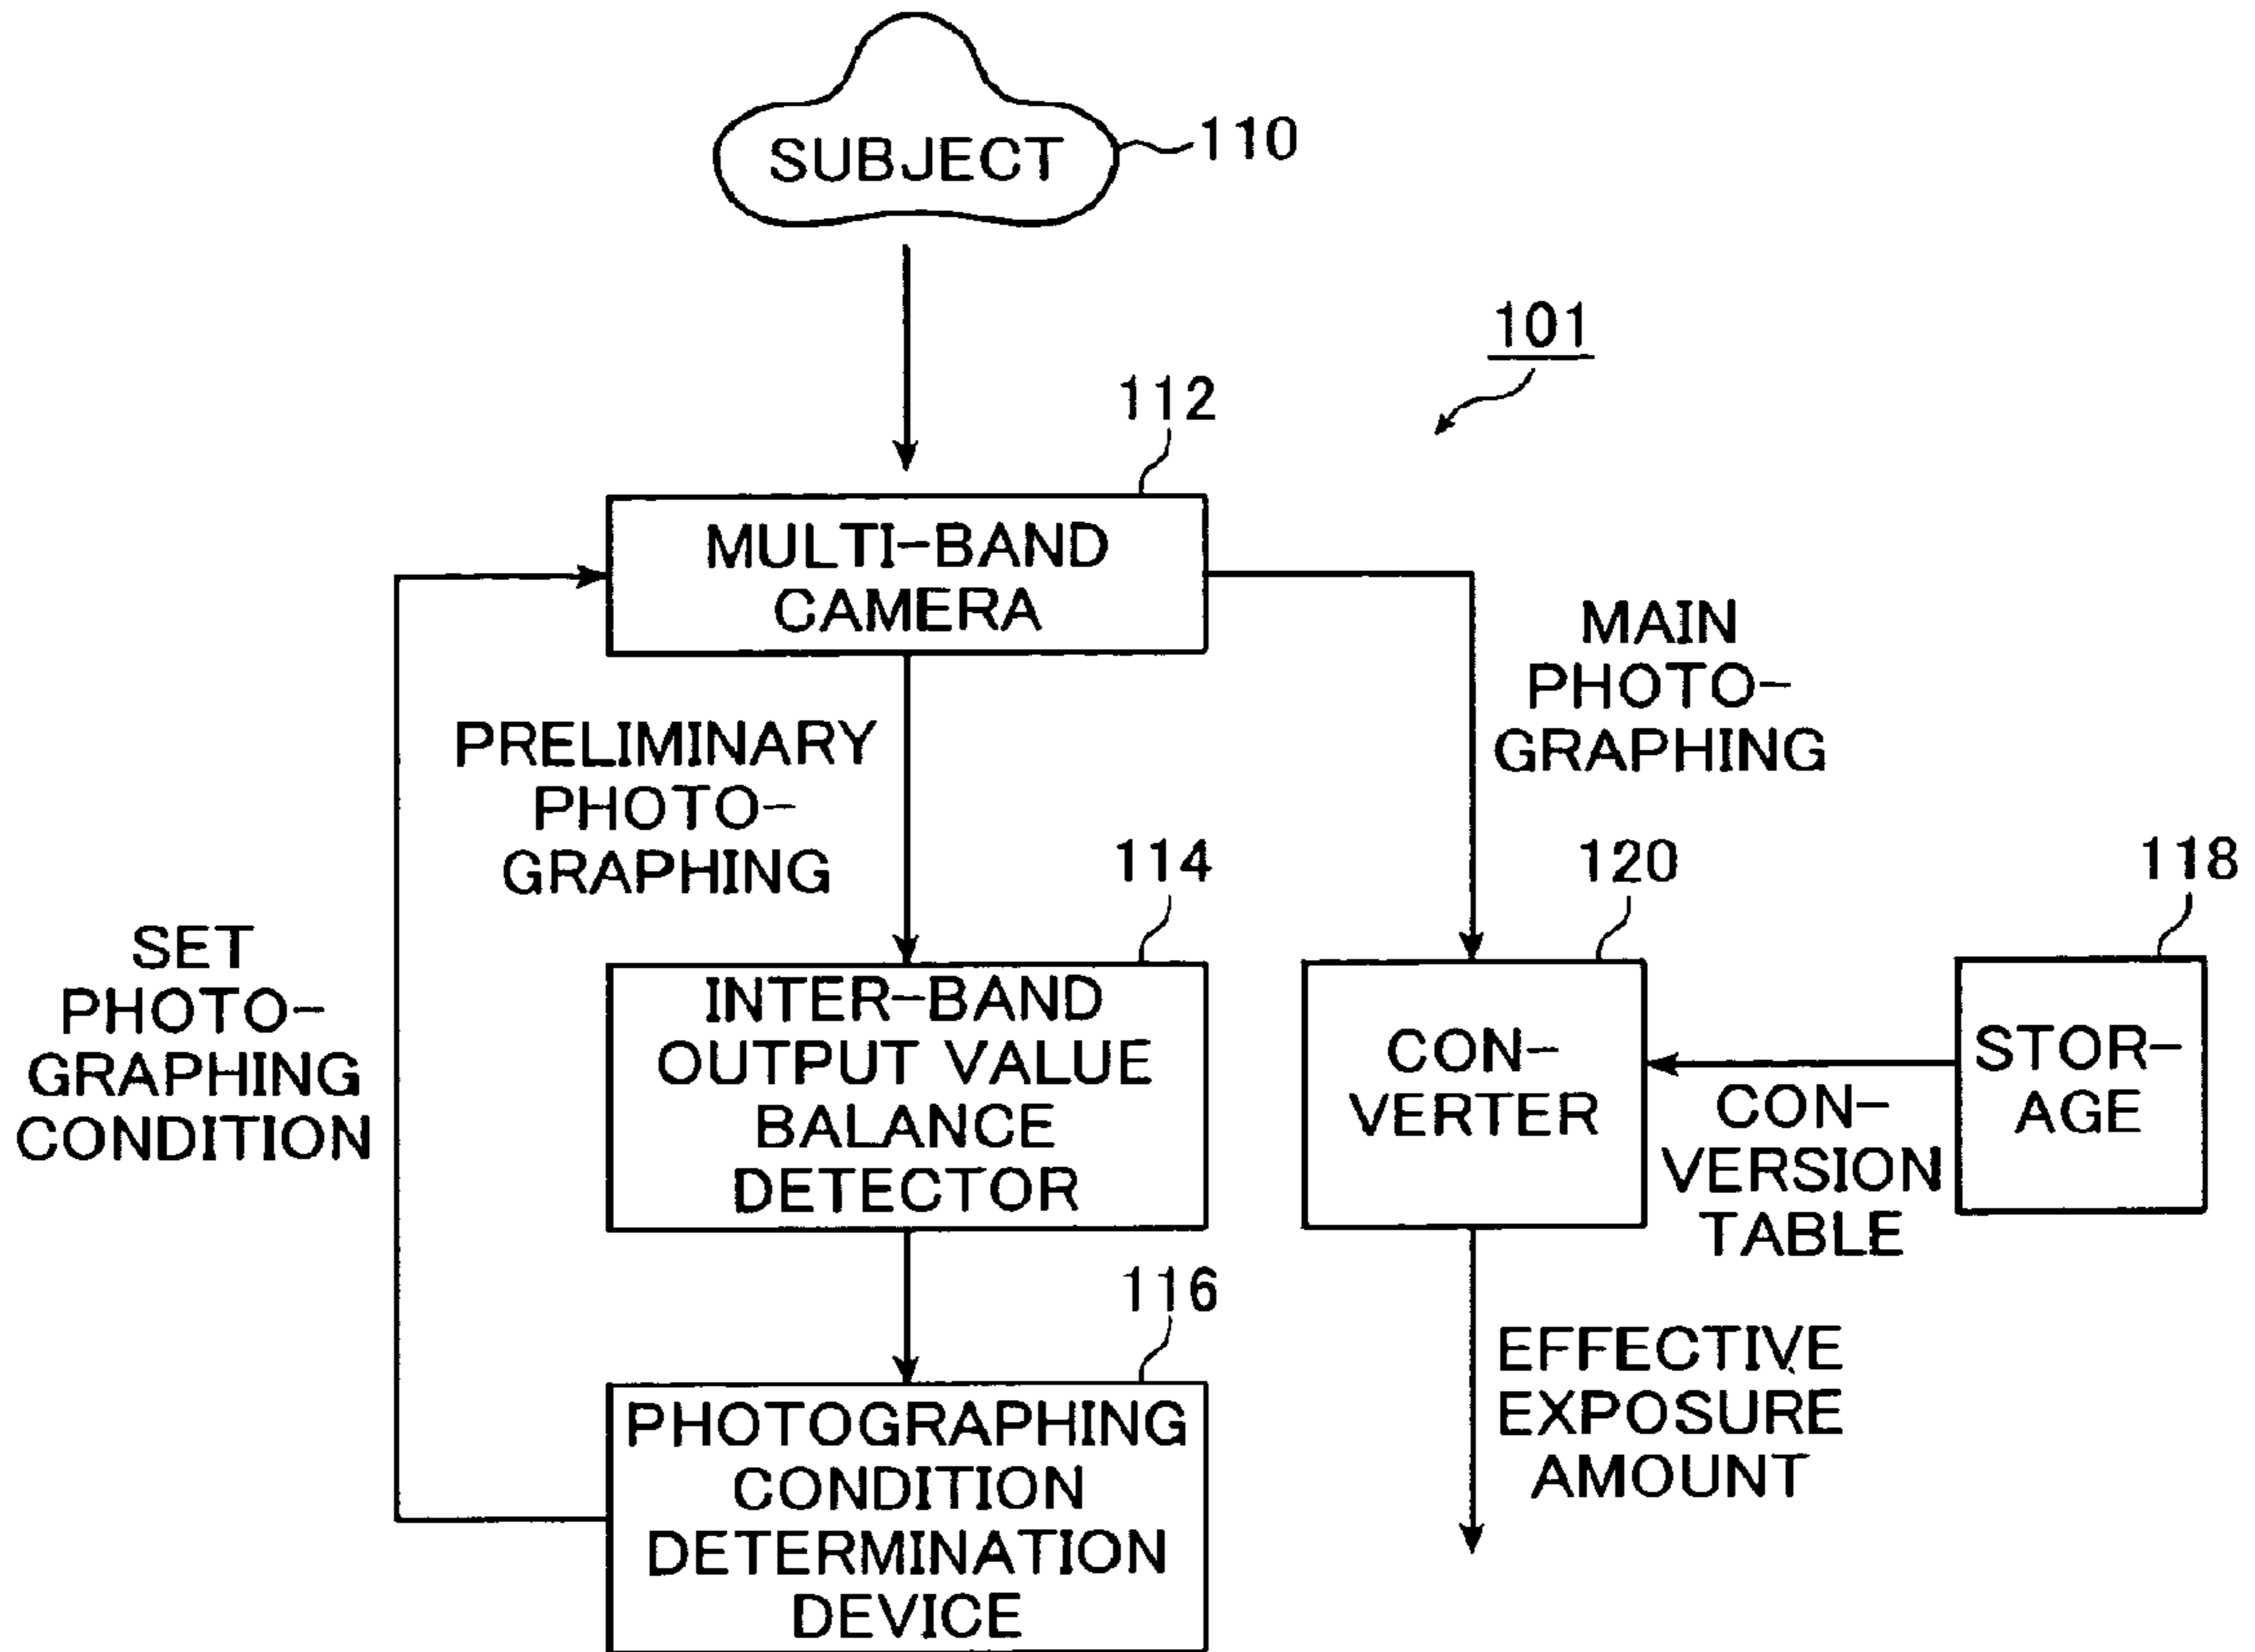 SUBJECT
110
101
112
MULTI-BAND
CAMERA
MAIN
PHOTO-
GRAPHING
PRELIMINARY
PHOTO-
GRAPHING
114
120
118
SET
PHOTO-
GRAPHING
CONDITION
INTER-BAND
OUTPUT VALUE
BALANCE
DETECTOR
CON-
VERTER
CON-
VERSION
TABLE
STOR-
AGE
116
PHOTOGRAPHING
CONDITION
DETERMINATION
DEVICE
EFFECTIVE
EXPOSURE
AMOUNT